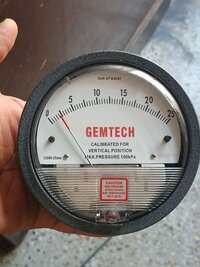 mm of water
0 5 10 15 20 25
GEMTECH
CALIBRATED FOR
VERTICAL POSITION
MAX.PRESSURE 100kPa
CAUTION